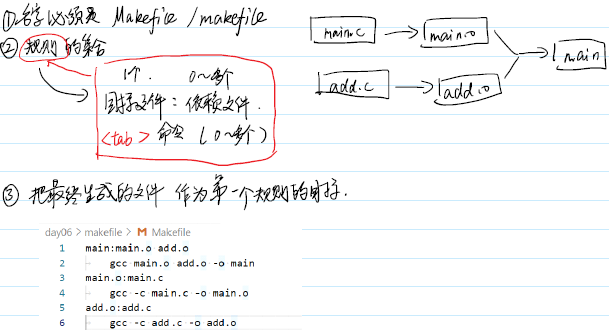 ① 名字必须是 Makefile / makefile
② 规则的集合
1个. 0~多个
目标文件 : 依赖文件.
<tab> 命令 (0~多个)
main.c
main.o
main
add.c
add.o
③ 把最终生成的文件 作为第一个规则的目标.
day06 > makefile > M Makefile
1 main:main.o add.o
2 gcc main.o add.o -o main
3 main.o:main.c
4 gcc -c main.c -o main.o
5 add.o:add.c
6 gcc -c add.c -o add.o